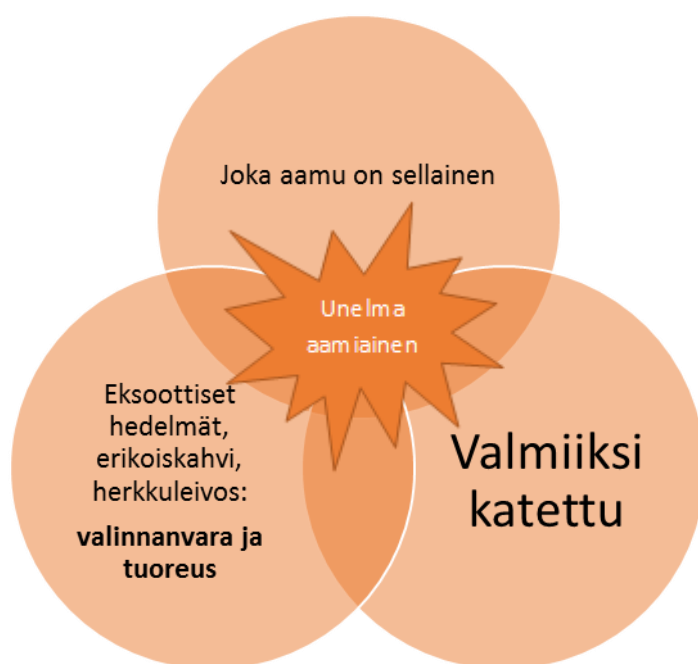 Joka aamu on sellainen
Unelma
aamiainen
Eksoottiset
hedelmät,
erikoiskahvi,
herkkuleivos:
valinnanvara ja
tuoreus
Valmiiksi
katettu